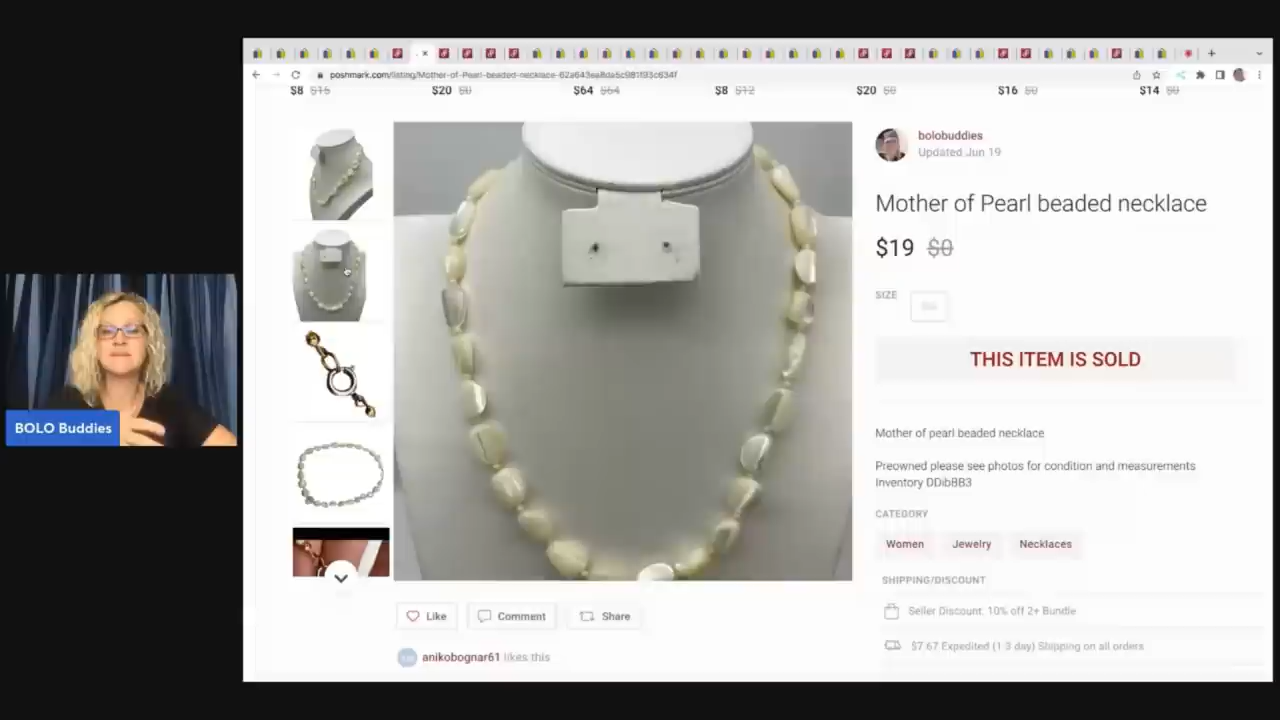 poshmark.com/listing/Mother-of-Pearl-beaded-necklace-62a643ea8da5c981f93c634f
$8 $15 $20 $0 $64 $64 $8 $12 $20 $0 $16 $0 $14 $0
bolobuddies
Updated Jun 19
Mother of Pearl beaded necklace
$19 $0
SIZE
THIS ITEM IS SOLD
Mother of pearl beaded necklace
Preowned please see photos for condition and measurements
Inventory DDibBB3
CATEGORY
Women Jewelry Necklaces
SHIPPING/DISCOUNT
Seller Discount: 10% off 2+ Bundle
$7.67 Expedited (1-3 day) Shipping on all orders
Like Comment Share
anikobognar61 likes this
BOLO Buddies